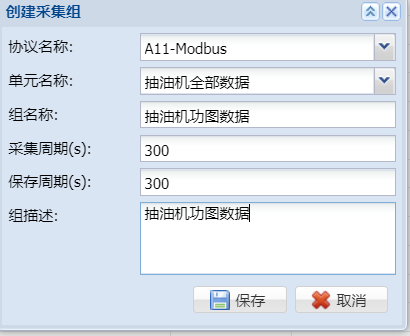 创建采集组
协议名称: A11-Modbus
单元名称: 抽油机全部数据
组名称: 抽油机功图数据
采集周期(s): 300
保存周期(s): 300
组描述: 抽油机功图数据
保存 取消